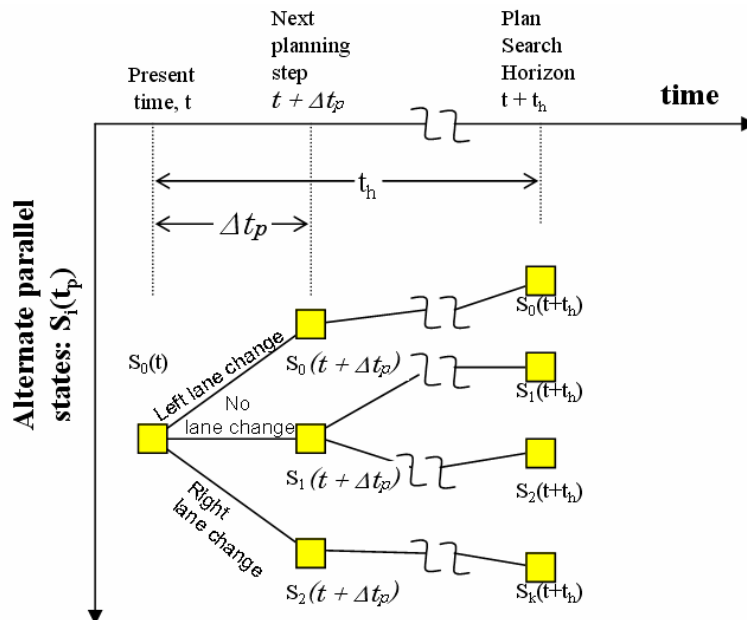 Present
time, t
Next
planning
step
t + Δtₚ
Plan
Search
Horizon
t + tₕ
time
tₕ
Δtₚ
Alternate parallel
states: Sᵢ(tₚ)
S₀(t)
Left lane change
No
lane change
Right
lane change
S₀(t + Δtₚ)
S₁(t + Δtₚ)
S₂(t + Δtₚ)
S₀(t+tₕ)
S₁(t+tₕ)
S₂(t+tₕ)
Sₖ(t+tₕ)